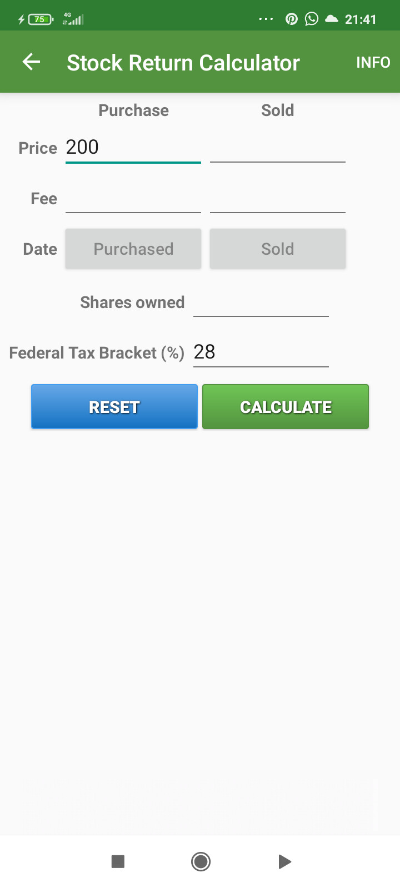 75 4G ... 21:41
Stock Return Calculator INFO
Purchase Sold
Price 200
Fee
Date Purchased Sold
Shares owned
Federal Tax Bracket (%) 28
RESET CALCULATE